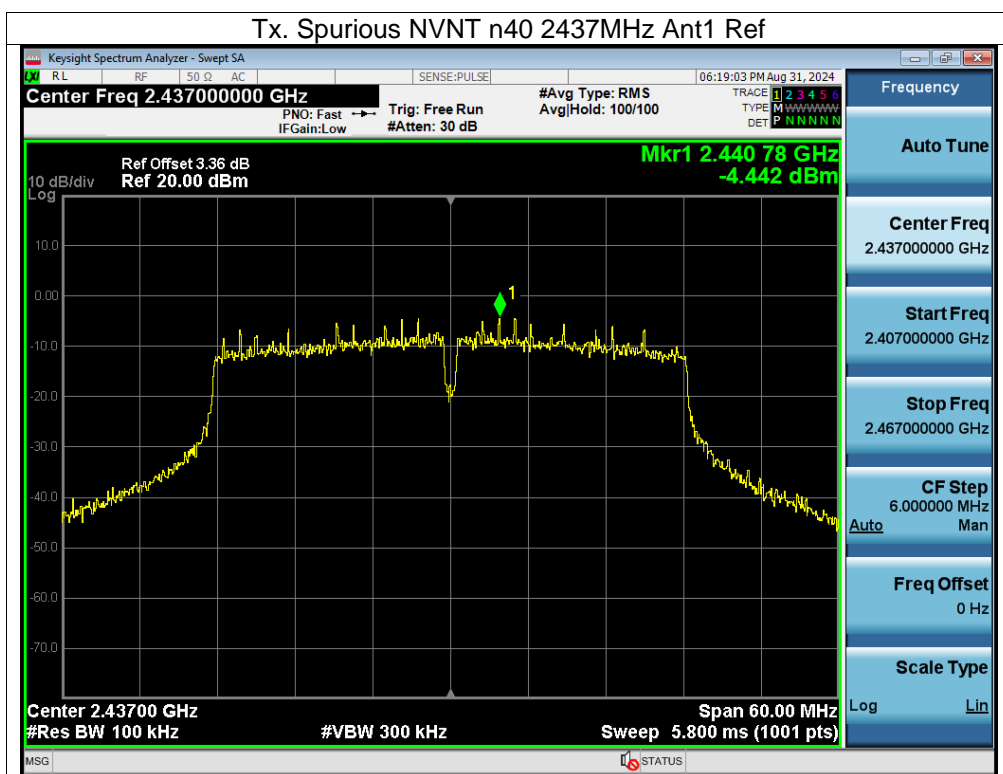 Tx. Spurious NVNT n40 2437MHz Ant1 Ref
Keysight Spectrum Analyzer - Swept SA
LXI RL RF 50 Ω AC SENSE:PULSE 06:19:03 PM Aug 31, 2024
Center Freq 2.437000000 GHz #Avg Type: RMS TRACE 1 2 3 4 5 6
PNO: Fast Trig: Free Run Avg|Hold: 100/100 TYPE M WWWWW
IFGain:Low #Atten: 30 dB DET P N N N N N
Mkr1 2.440 78 GHz
-4.442 dBm
Ref Offset 3.36 dB
10 dB/div Ref 20.00 dBm
Log
10.0
0.00
1
-10.0
-20.0
-30.0
-40.0
-50.0
-60.0
-70.0
Center 2.43700 GHz Span 60.00 MHz
#Res BW 100 kHz #VBW 300 kHz Sweep 5.800 ms (1001 pts)
MSG STATUS
Frequency
Auto Tune
Center Freq
2.437000000 GHz
Start Freq
2.407000000 GHz
Stop Freq
2.467000000 GHz
CF Step
6.000000 MHz
Auto Man
Freq Offset
0 Hz
Scale Type
Log Lin